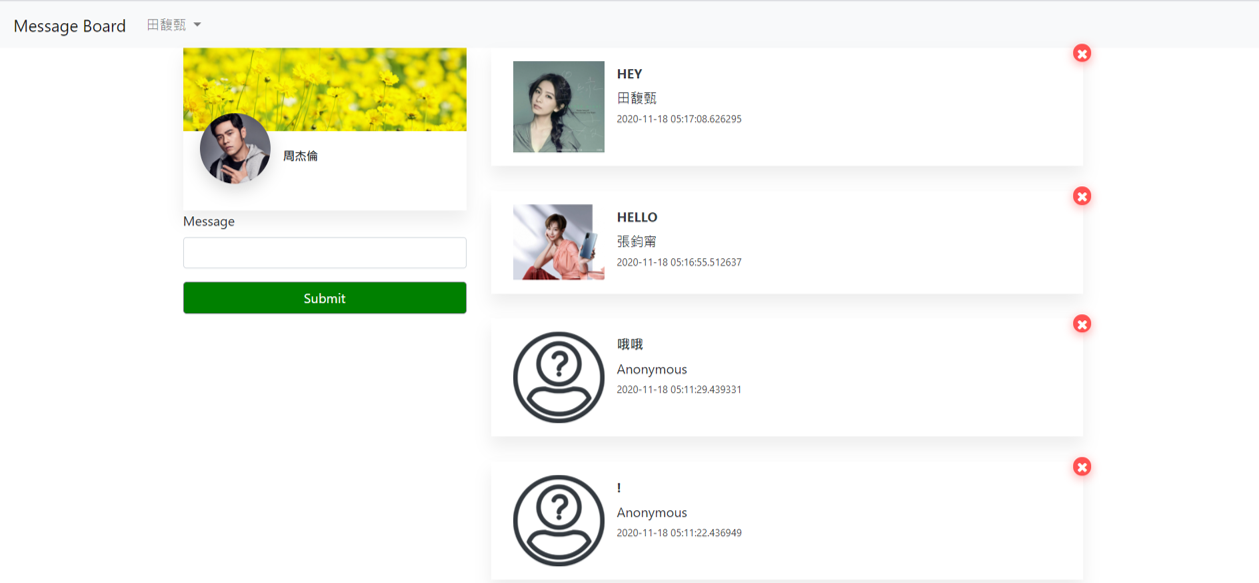 Message Board 田馥甄
周杰倫
Message
Submit
HEY
田馥甄
2020-11-18 05:17:08.626295
HELLO
張鈞甯
2020-11-18 05:16:55.512637
哦哦
Anonymous
2020-11-18 05:11:29.439331
!
Anonymous
2020-11-18 05:11:22.436949